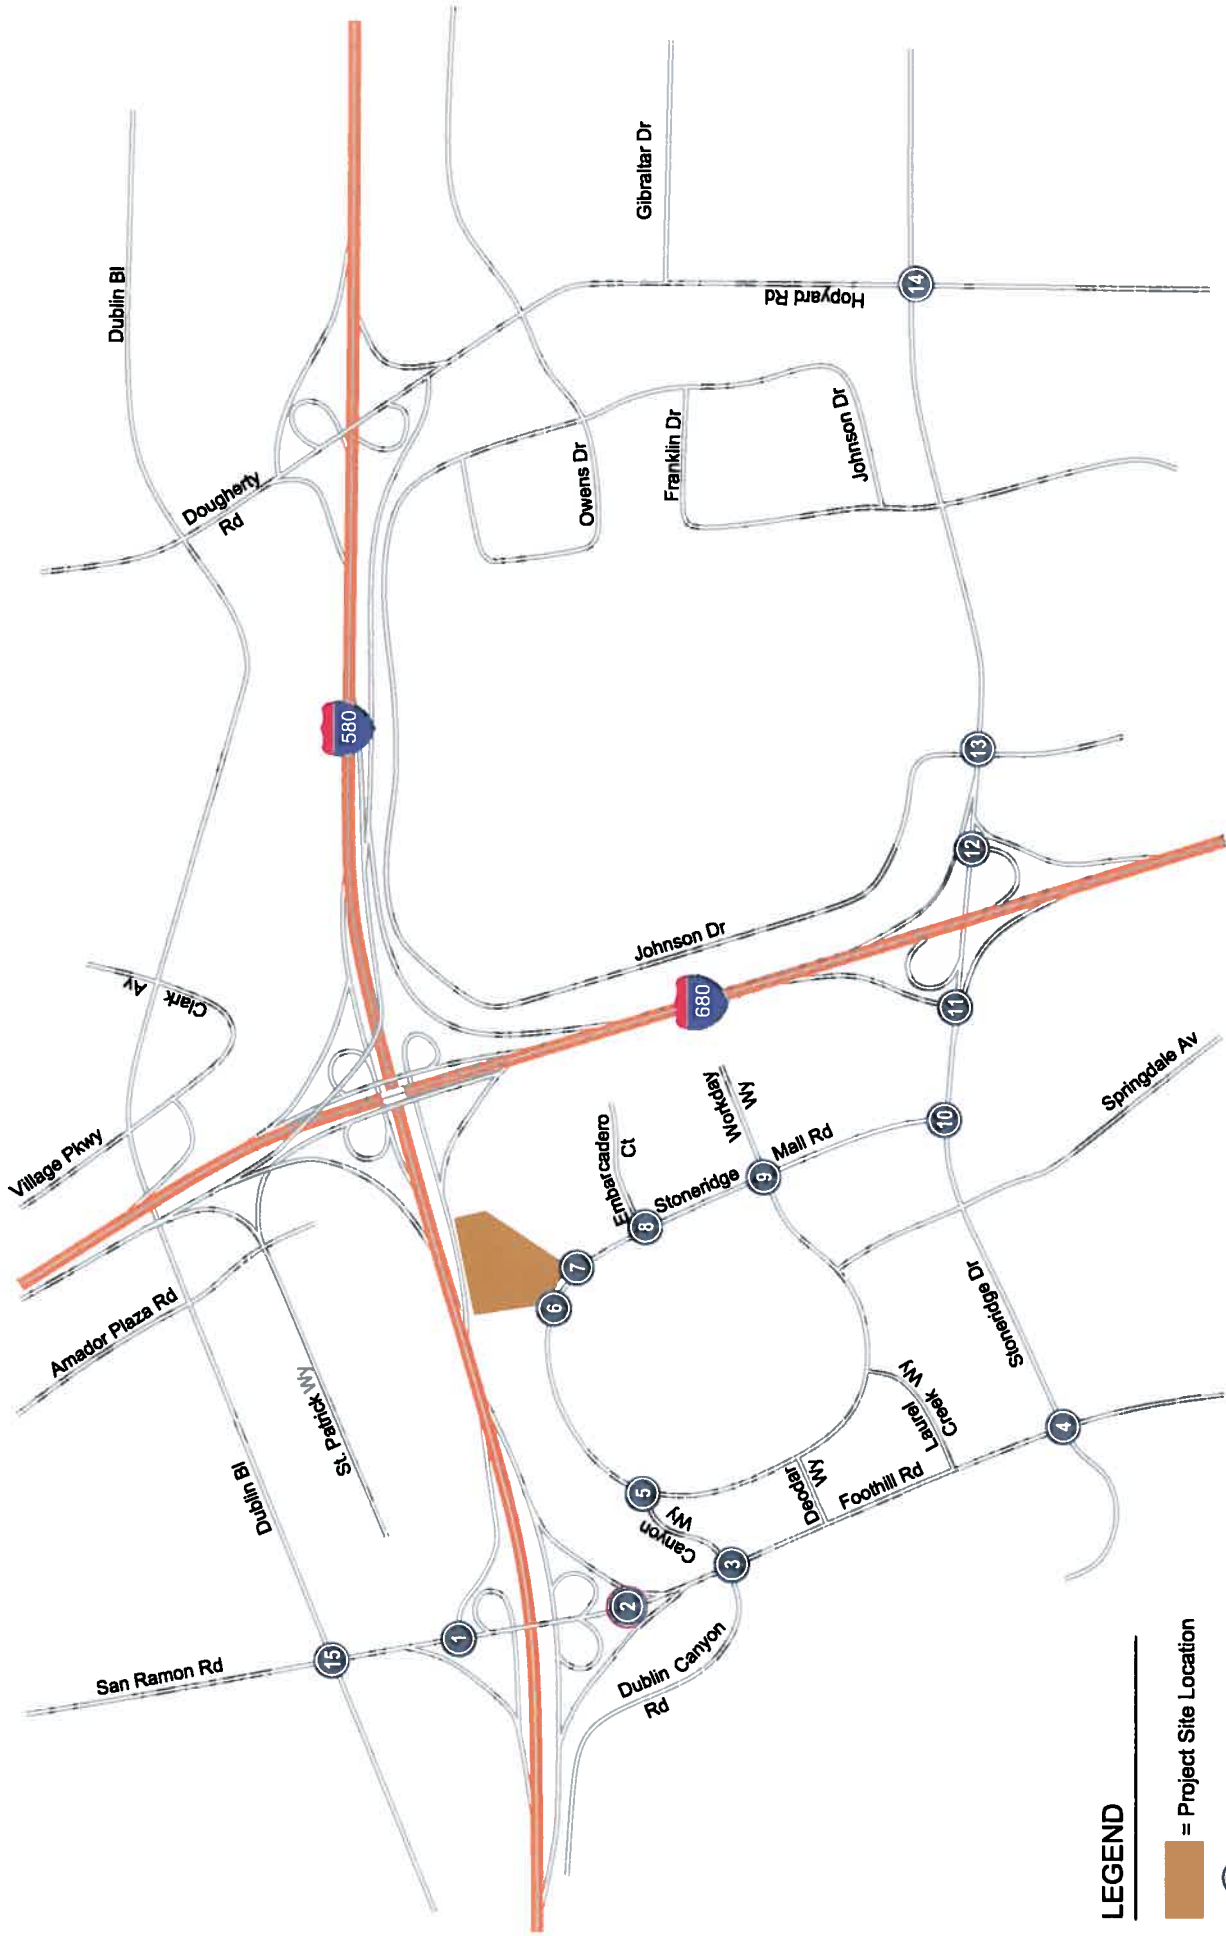 Dublin Bl
Gibraltar Dr
Hopyard Rd
14
Dougherty
Rd
Owens Dr
Franklin Dr
Johnson Dr
580
13
12
Johnson Dr
680
11
Clark
Av
Village Pkwy
Embarcadero
Ct
Workday
Wy
Stoneridge
Mall Rd
10
9
8
7
6
Springdale Av
Amador Plaza Rd
St. Patrick Wy
Dublin Bl
Stoneridge Dr
Laurel
Creek Wy
Deodar
Wy
Foothill Rd
4
5
Canyon
Wy
3
2
1
15
San Ramon Rd
Dublin Canyon
Rd
LEGEND
= Project Site Location